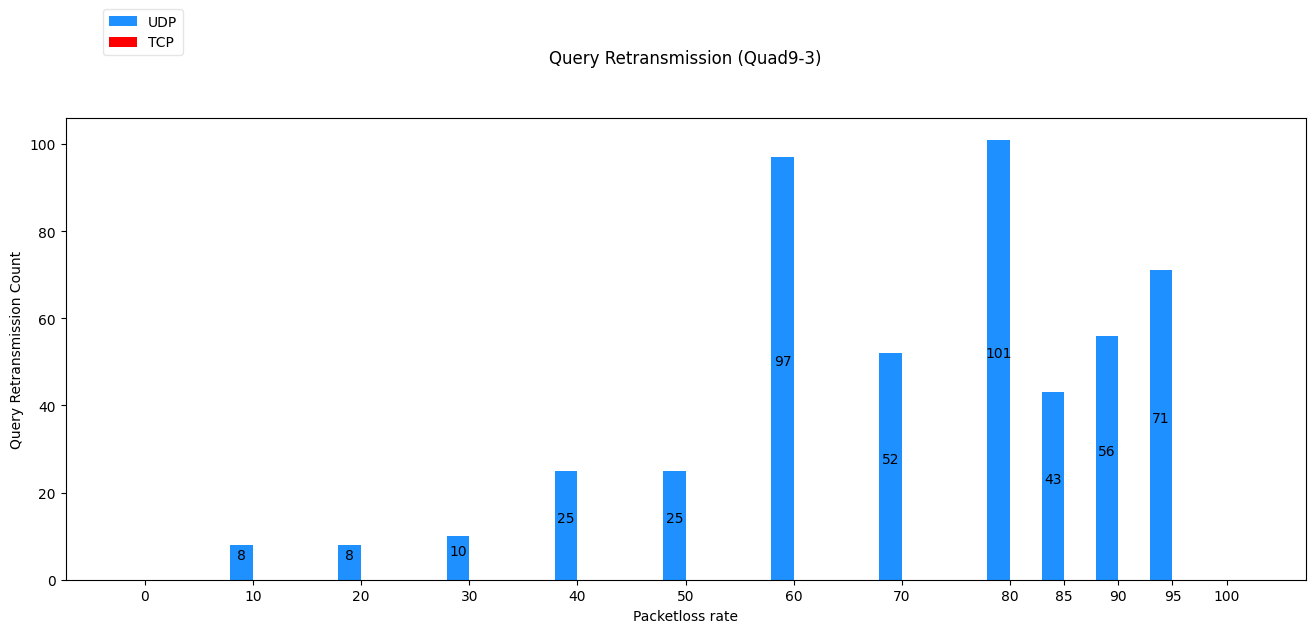 UDP
TCP
Query Retransmission (Quad9-3)
Query Retransmission Count
100
80
60
40
20
0
8
8
10
25
25
97
52
101
43
56
71
0 10 20 30 40 50 60 70 80 85 90 95 100
Packetloss rate